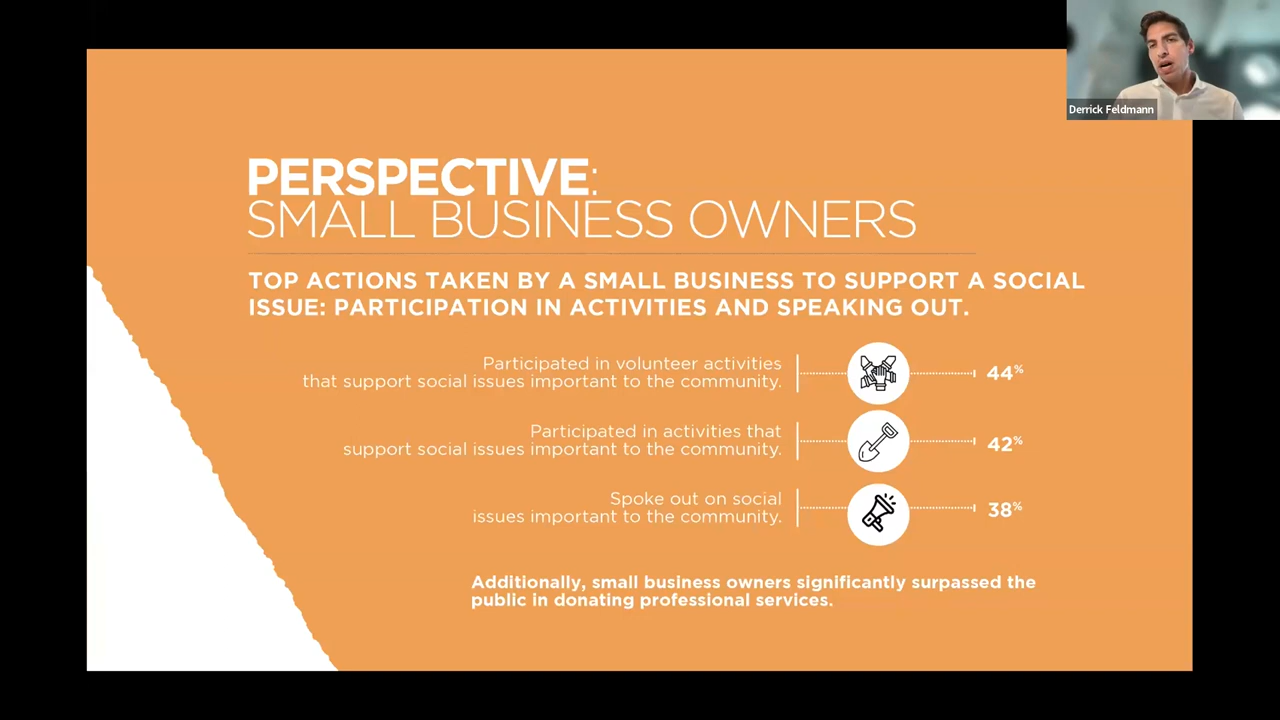 Derrick Feldmann
PERSPECTIVE:
SMALL BUSINESS OWNERS
TOP ACTIONS TAKEN BY A SMALL BUSINESS TO SUPPORT A SOCIAL
ISSUE: PARTICIPATION IN ACTIVITIES AND SPEAKING OUT.
Participated in volunteer activities
that support social issues important to the community.
44%
Participated in activities that
support social issues important to the community.
42%
Spoke out on social
issues important to the community.
38%
Additionally, small business owners significantly surpassed the
public in donating professional services.